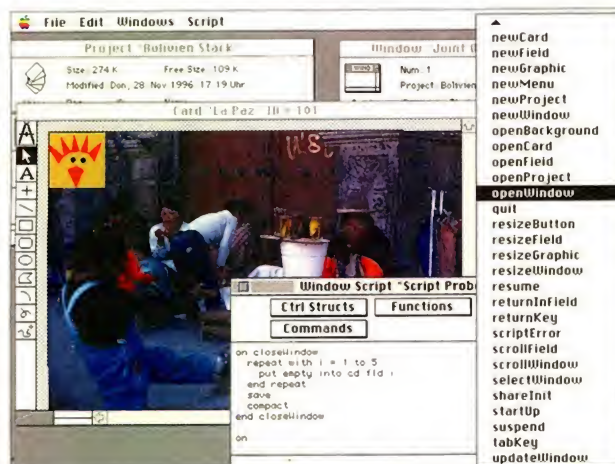 File Edit Windows Script
Project "Bolivien Stack"
Size: 274 K Free Size: 109 K
Modified: Don, 28. Nov 1996 17:19 Uhr
Window
Num: 1
Project: Bolivien
Card "La Paz" ID = 101
A
A
Window Script "Script Prob
Ctrl Structs Functions
Commands
on closeWindow
repeat with i = 1 to 5
put empty into cd fld i
end repeat
save
compact
end closeWindow
on
newCard
newField
newGraphic
newMenu
newProject
newWindow
openBackground
openCard
openField
openProject
openWindow
quit
resizeButton
resizeField
resizeGraphic
resizeWindow
resume
returnInField
returnKey
scriptError
scrollField
scrollWindow
selectWindow
shareInit
startUp
suspend
tabKey
updateWindow